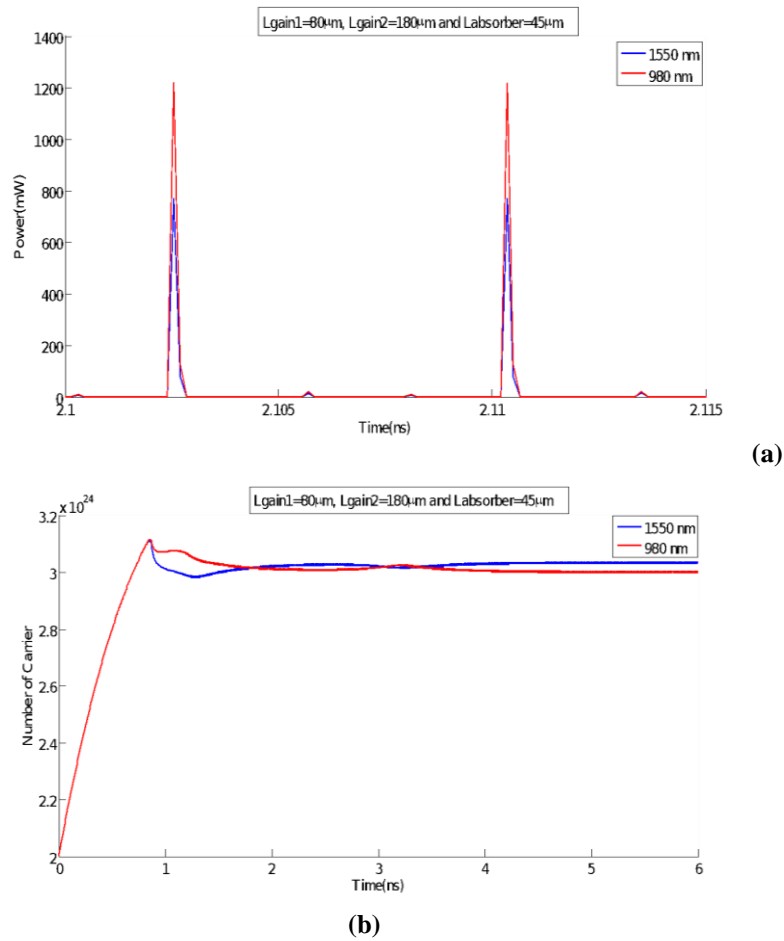 Lgain1=80μm, Lgain2=180μm and Labsorber=45μm
1400
1200
1000
800
600
400
200
0
Power(mW)
1550 nm
980 nm
2.1
2.105
2.11
2.115
Time(ns)
(a)
x 10^24
Lgain1=80μm, Lgain2=180μm and Labsorber=45μm
3.2
3
2.8
2.6
2.4
2.2
2
Number of Carrier
1550 nm
980 nm
0
1
2
3
4
5
6
Time(ns)
(b)